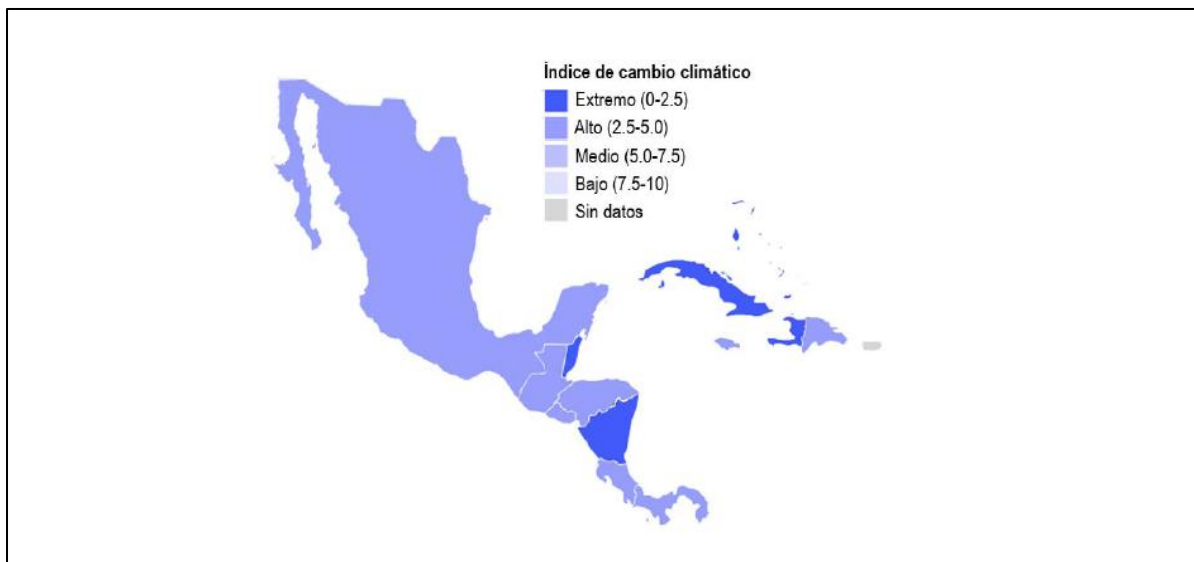 Índice de cambio climático
Extremo (0-2.5)
Alto (2.5-5.0)
Medio (5.0-7.5)
Bajo (7.5-10)
Sin datos